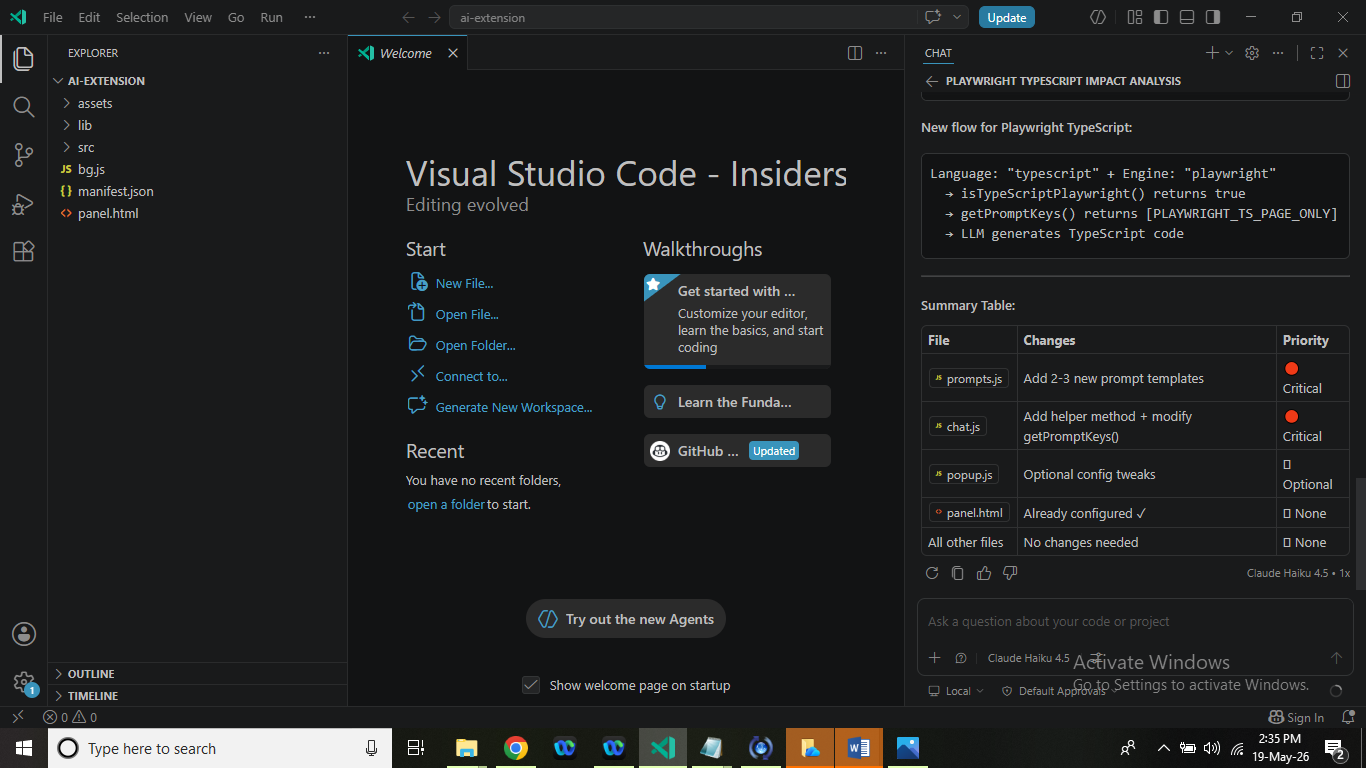 File Edit Selection View Go Run ···
ai-extension
Update
EXPLORER
AI-EXTENSION
assets
lib
src
JS bg.js
{} manifest.json
<> panel.html
OUTLINE
TIMELINE
Welcome
Visual Studio Code - Insiders
Editing evolved
Start
New File...
Open File...
Open Folder...
Connect to...
Generate New Workspace...
Recent
You have no recent folders,
open a folder to start.
Walkthroughs
Get started with ...
Customize your editor,
learn the basics, and start
coding
Learn the Funda...
GitHub ... Updated
Try out the new Agents
Show welcome page on startup
CHAT
PLAYWRIGHT TYPESCRIPT IMPACT ANALYSIS
New flow for Playwright TypeScript:
Language: "typescript" + Engine: "playwright"
→ isTypeScriptPlaywright() returns true
→ getPromptKeys() returns [PLAYWRIGHT_TS_PAGE_ONLY]
→ LLM generates TypeScript code
Summary Table:
File Changes Priority
JS prompts.js Add 2-3 new prompt templates Critical
JS chat.js Add helper method + modify
getPromptKeys() Critical
JS popup.js Optional config tweaks Optional
<> panel.html Already configured ✓ None
All other files No changes needed None
Claude Haiku 4.5 • 1x
Ask a question about your code or project
Claude Haiku 4.5
Activate Windows
Go to Settings to activate Windows.
Local Default Approvals
1
0 0
Sign In
Type here to search
2:35 PM
19-May-26
2